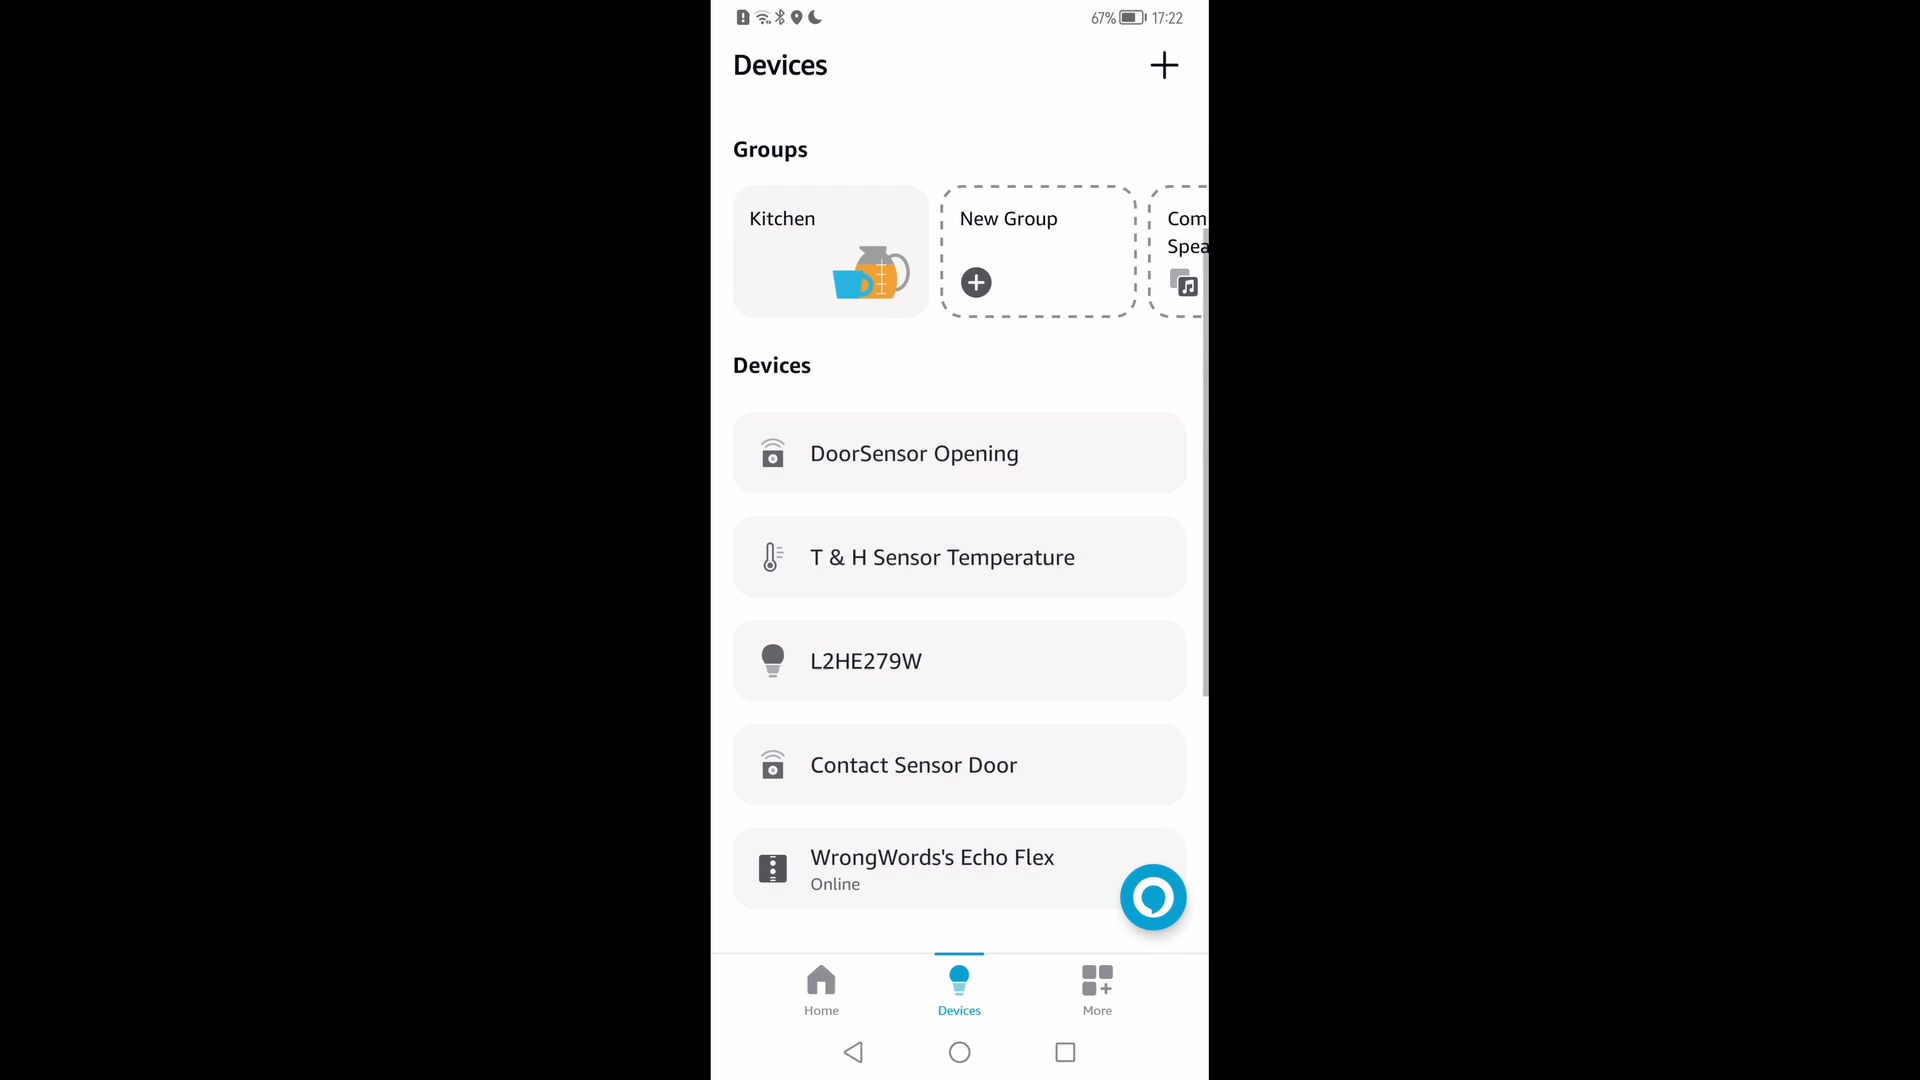 67% 17:22
Devices
Groups
Kitchen
New Group
Com
Spea
Devices
DoorSensor Opening
T & H Sensor Temperature
L2HE279W
Contact Sensor Door
WrongWords's Echo Flex
Online
Home
Devices
More